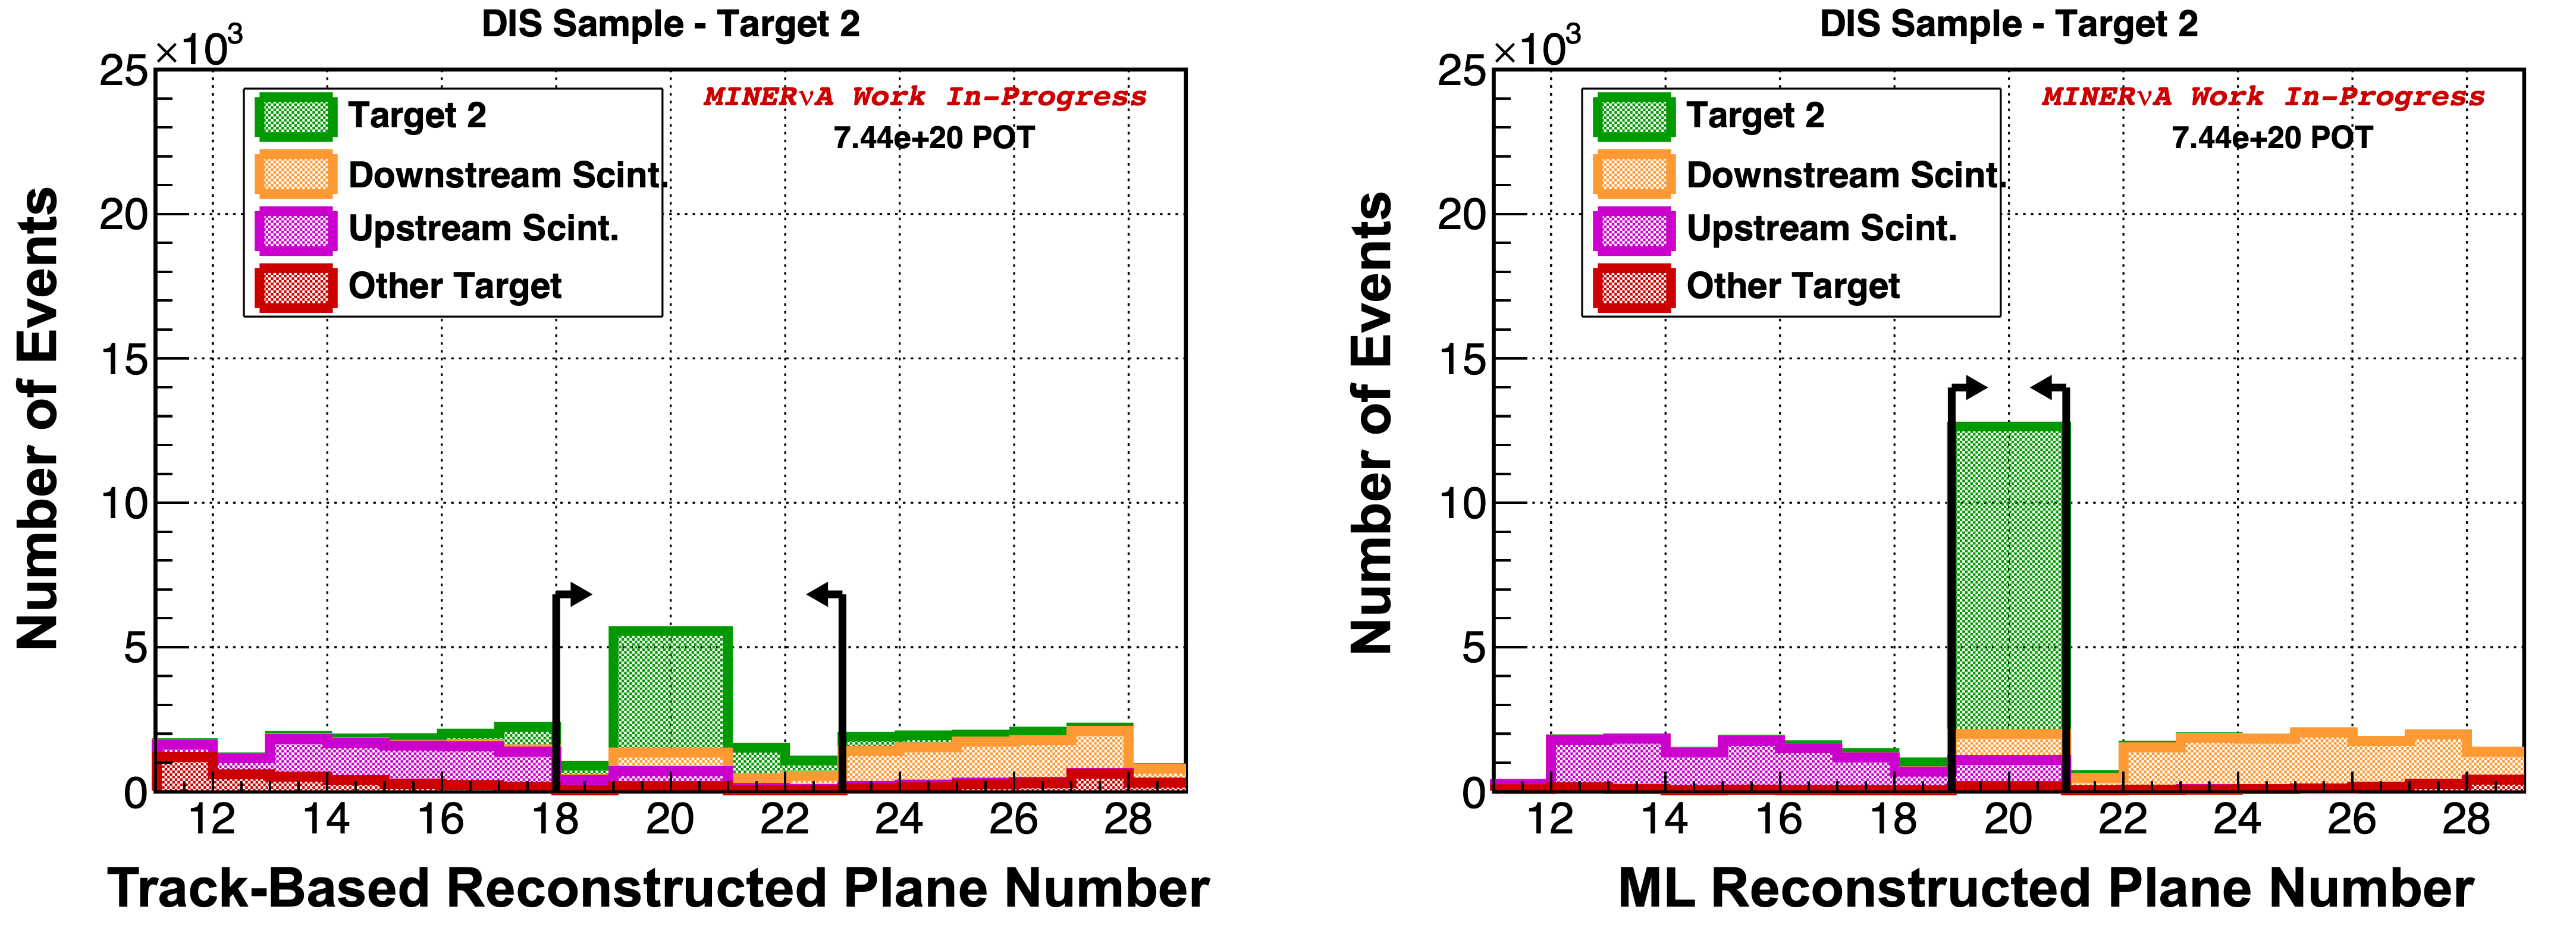 DIS Sample - Target 2
×10³
25
20
15
10
5
0
Number of Events
Target 2
Downstream Scint.
Upstream Scint.
Other Target
MINERνA Work In-Progress
7.44e+20 POT
12 14 16 18 20 22 24 26 28
Track-Based Reconstructed Plane Number
DIS Sample - Target 2
×10³
25
20
15
10
5
0
Number of Events
Target 2
Downstream Scint.
Upstream Scint.
Other Target
MINERνA Work In-Progress
7.44e+20 POT
12 14 16 18 20 22 24 26 28
ML Reconstructed Plane Number